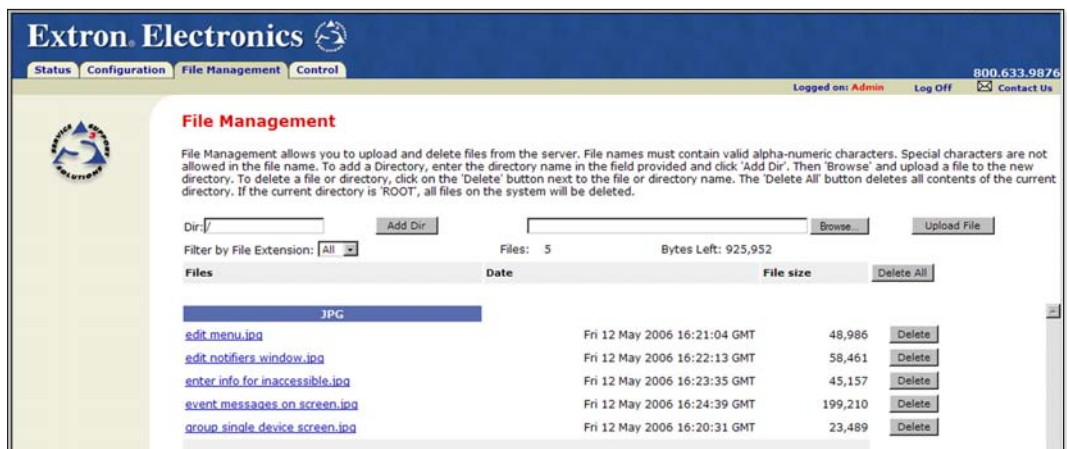 Extron® Electronics
Status Configuration File Management Control
800.633.9876
Logged on: Admin Log Off Contact Us
SERVICE SUPPORT SOLUTIONS 3
File Management
File Management allows you to upload and delete files from the server. File names must contain valid alpha-numeric characters. Special characters are not
allowed in the file name. To add a Directory, enter the directory name in the field provided and click 'Add Dir'. Then 'Browse' and upload a file to the new
directory. To delete a file or directory, click on the 'Delete' button next to the file or directory name. The 'Delete All' button deletes all contents of the current
directory. If the current directory is 'ROOT', all files on the system will be deleted.
Dir: / Add Dir Browse... Upload File
Filter by File Extension: All Files: 5 Bytes Left: 925,952
Files Date File size Delete All
JPG
edit menu.jpg Fri 12 May 2006 16:21:04 GMT 48,986 Delete
edit notifiers window.jpg Fri 12 May 2006 16:22:13 GMT 58,461 Delete
enter info for inaccessible.jpg Fri 12 May 2006 16:23:35 GMT 45,157 Delete
event messages on screen.jpg Fri 12 May 2006 16:24:39 GMT 199,210 Delete
group single device screen.jpg Fri 12 May 2006 16:20:31 GMT 23,489 Delete